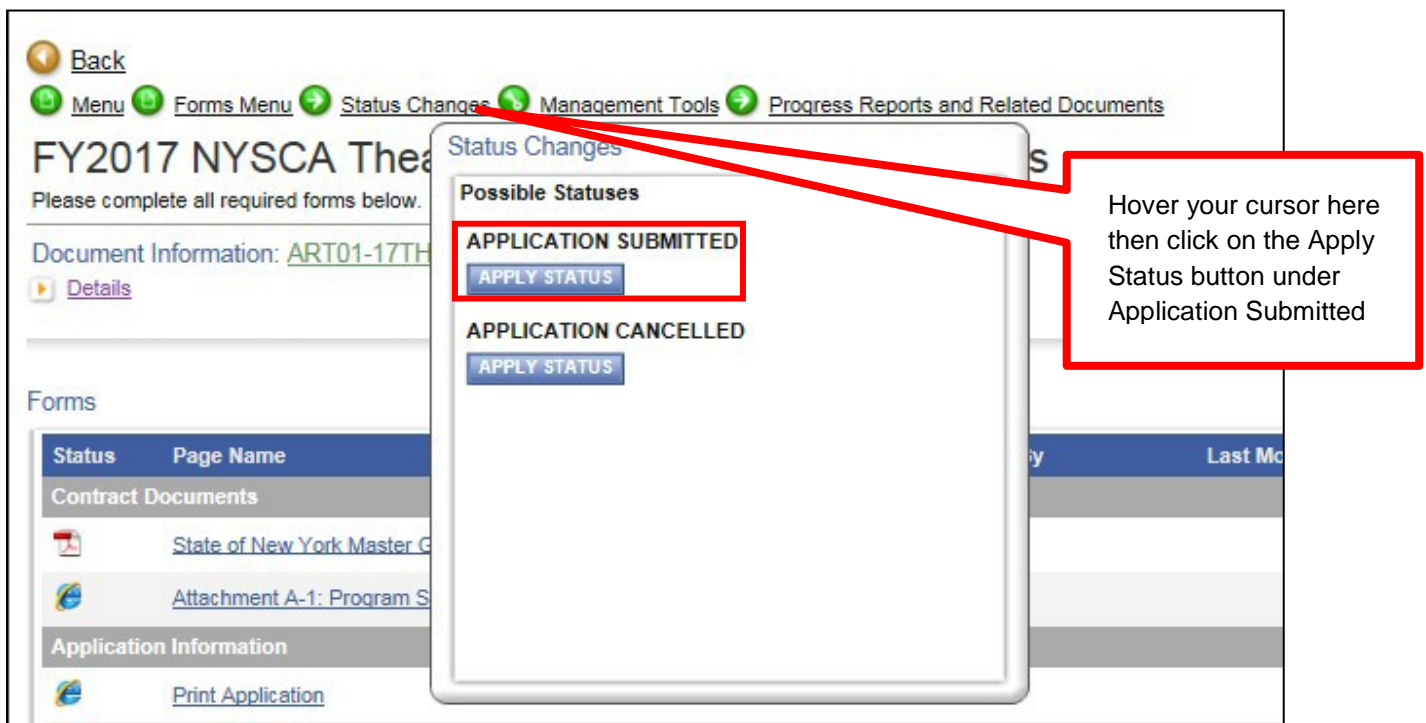 Back
Menu Forms Menu Status Changes Management Tools Progress Reports and Related Documents
FY2017 NYSCA
Please complete all required forms below.
Document Information: ART01-17TH
Details
Status Changes
Possible Statuses
APPLICATION SUBMITTED
APPLY STATUS
APPLICATION CANCELLED
APPLY STATUS
Hover your cursor here
then click on the Apply
Status button under
Application Submitted
Forms
Status Page Name Last
Contract Documents
State of New York Master
Attachment A-1: Program
Application Information
Print Application